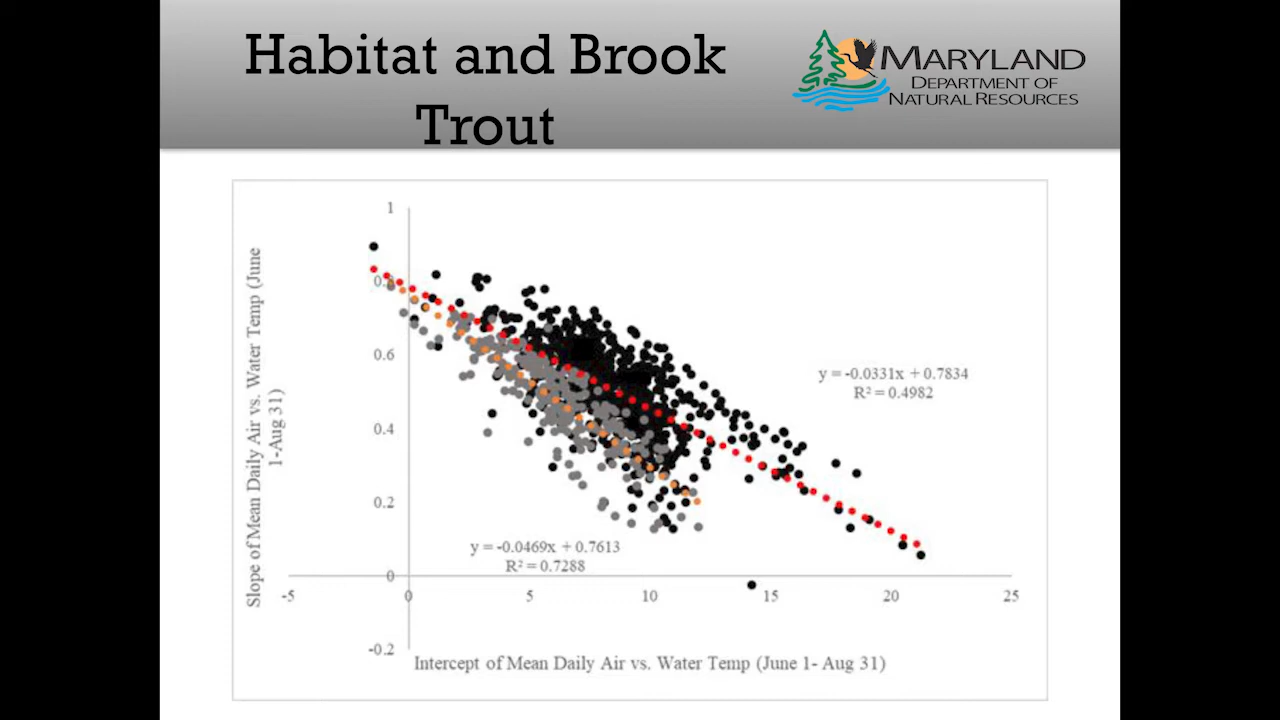 Habitat and Brook
Trout
MARYLAND
DEPARTMENT OF
NATURAL RESOURCES
1
0.8
0.6
0.4
0.2
0
-0.2
-5
0
5
10
15
20
25
Slope of Mean Daily Air vs. Water Temp (June
1-Aug 31)
y = -0.0331x + 0.7834
R² = 0.4982
y = -0.0469x + 0.7613
R² = 0.7288
Intercept of Mean Daily Air vs. Water Temp (June 1- Aug 31)